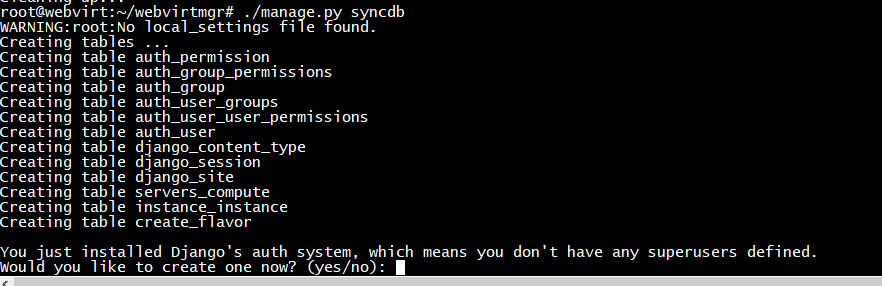 Cleaning up...
root@webvirt:~/webvirtmgr# ./manage.py syncdb
WARNING:root:No local_settings file found.
Creating tables ...
Creating table auth_permission
Creating table auth_group_permissions
Creating table auth_group
Creating table auth_user_groups
Creating table auth_user_user_permissions
Creating table auth_user
Creating table django_content_type
Creating table django_session
Creating table django_site
Creating table servers_compute
Creating table instance_instance
Creating table create_flavor
You just installed Django's auth system, which means you don't have any superusers defined.
Would you like to create one now? (yes/no):